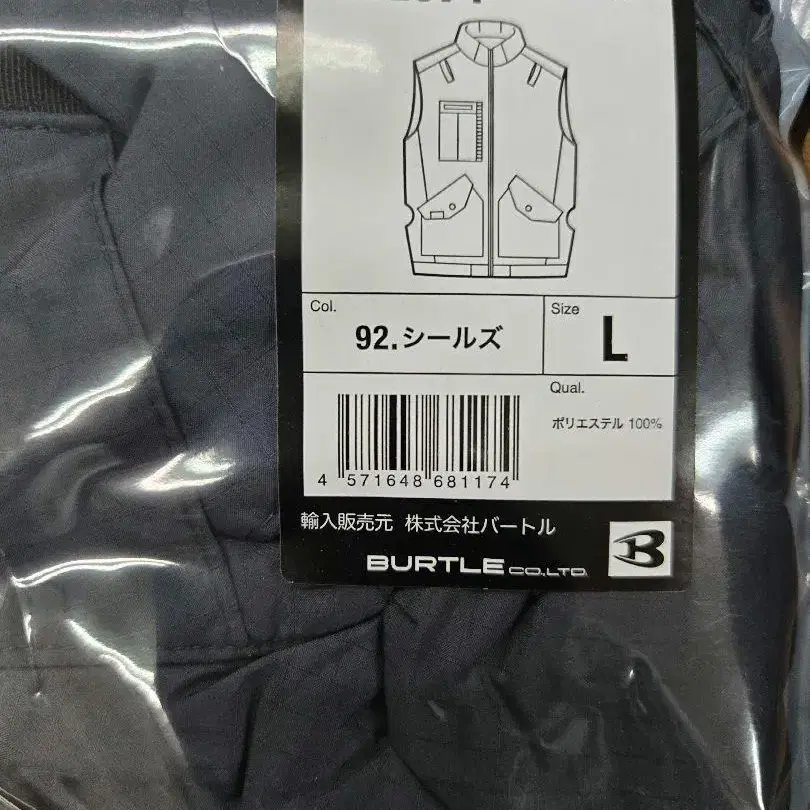 Col.
92.シールズ
Size
L
Qual.
ポリエステル 100%
4 571648 681174
輸入販売元 株式会社バートル
BURTLE CO.,LTD.